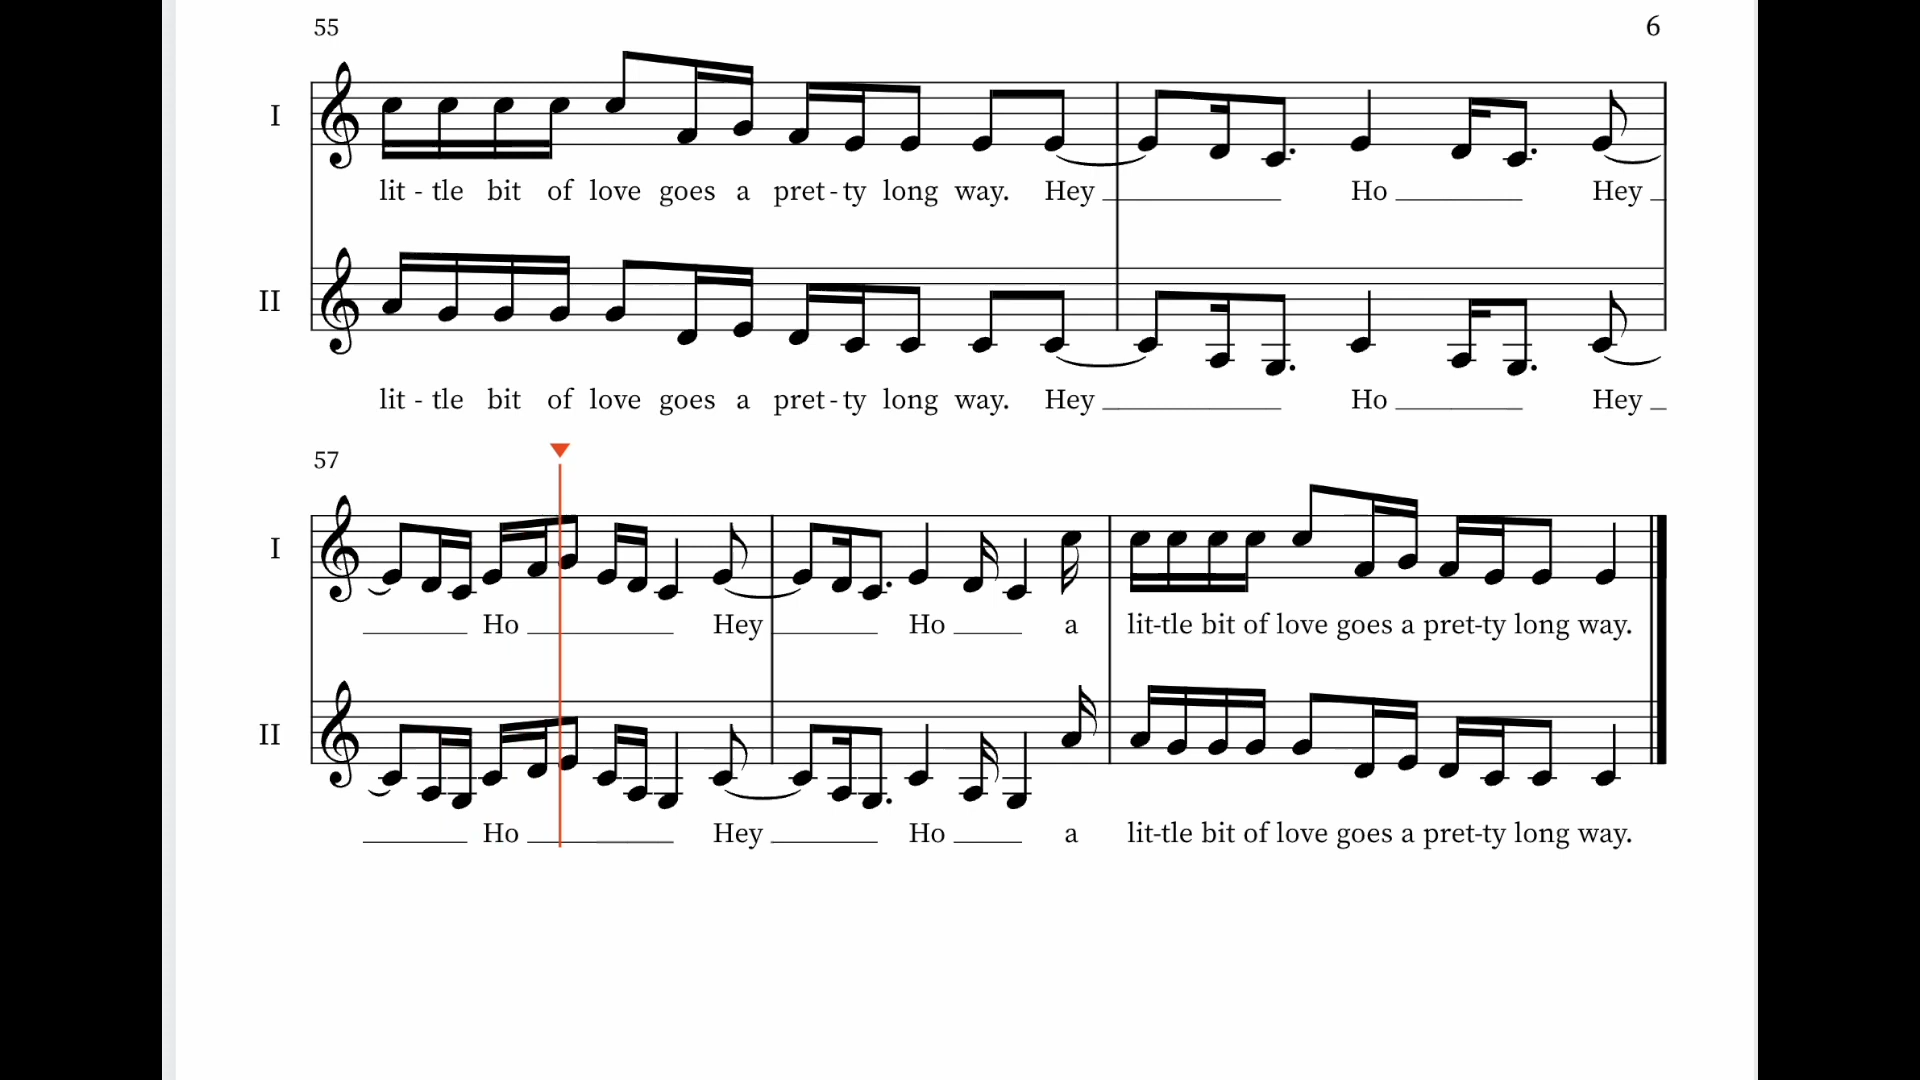 55
6
I
lit - tle bit of love goes a pret - ty long way. Hey Ho Hey
II
lit - tle bit of love goes a pret - ty long way. Hey Ho Hey
57
I
Ho Hey Ho a lit-tle bit of love goes a pret-ty long way.
II
Ho Hey Ho a lit-tle bit of love goes a pret-ty long way.